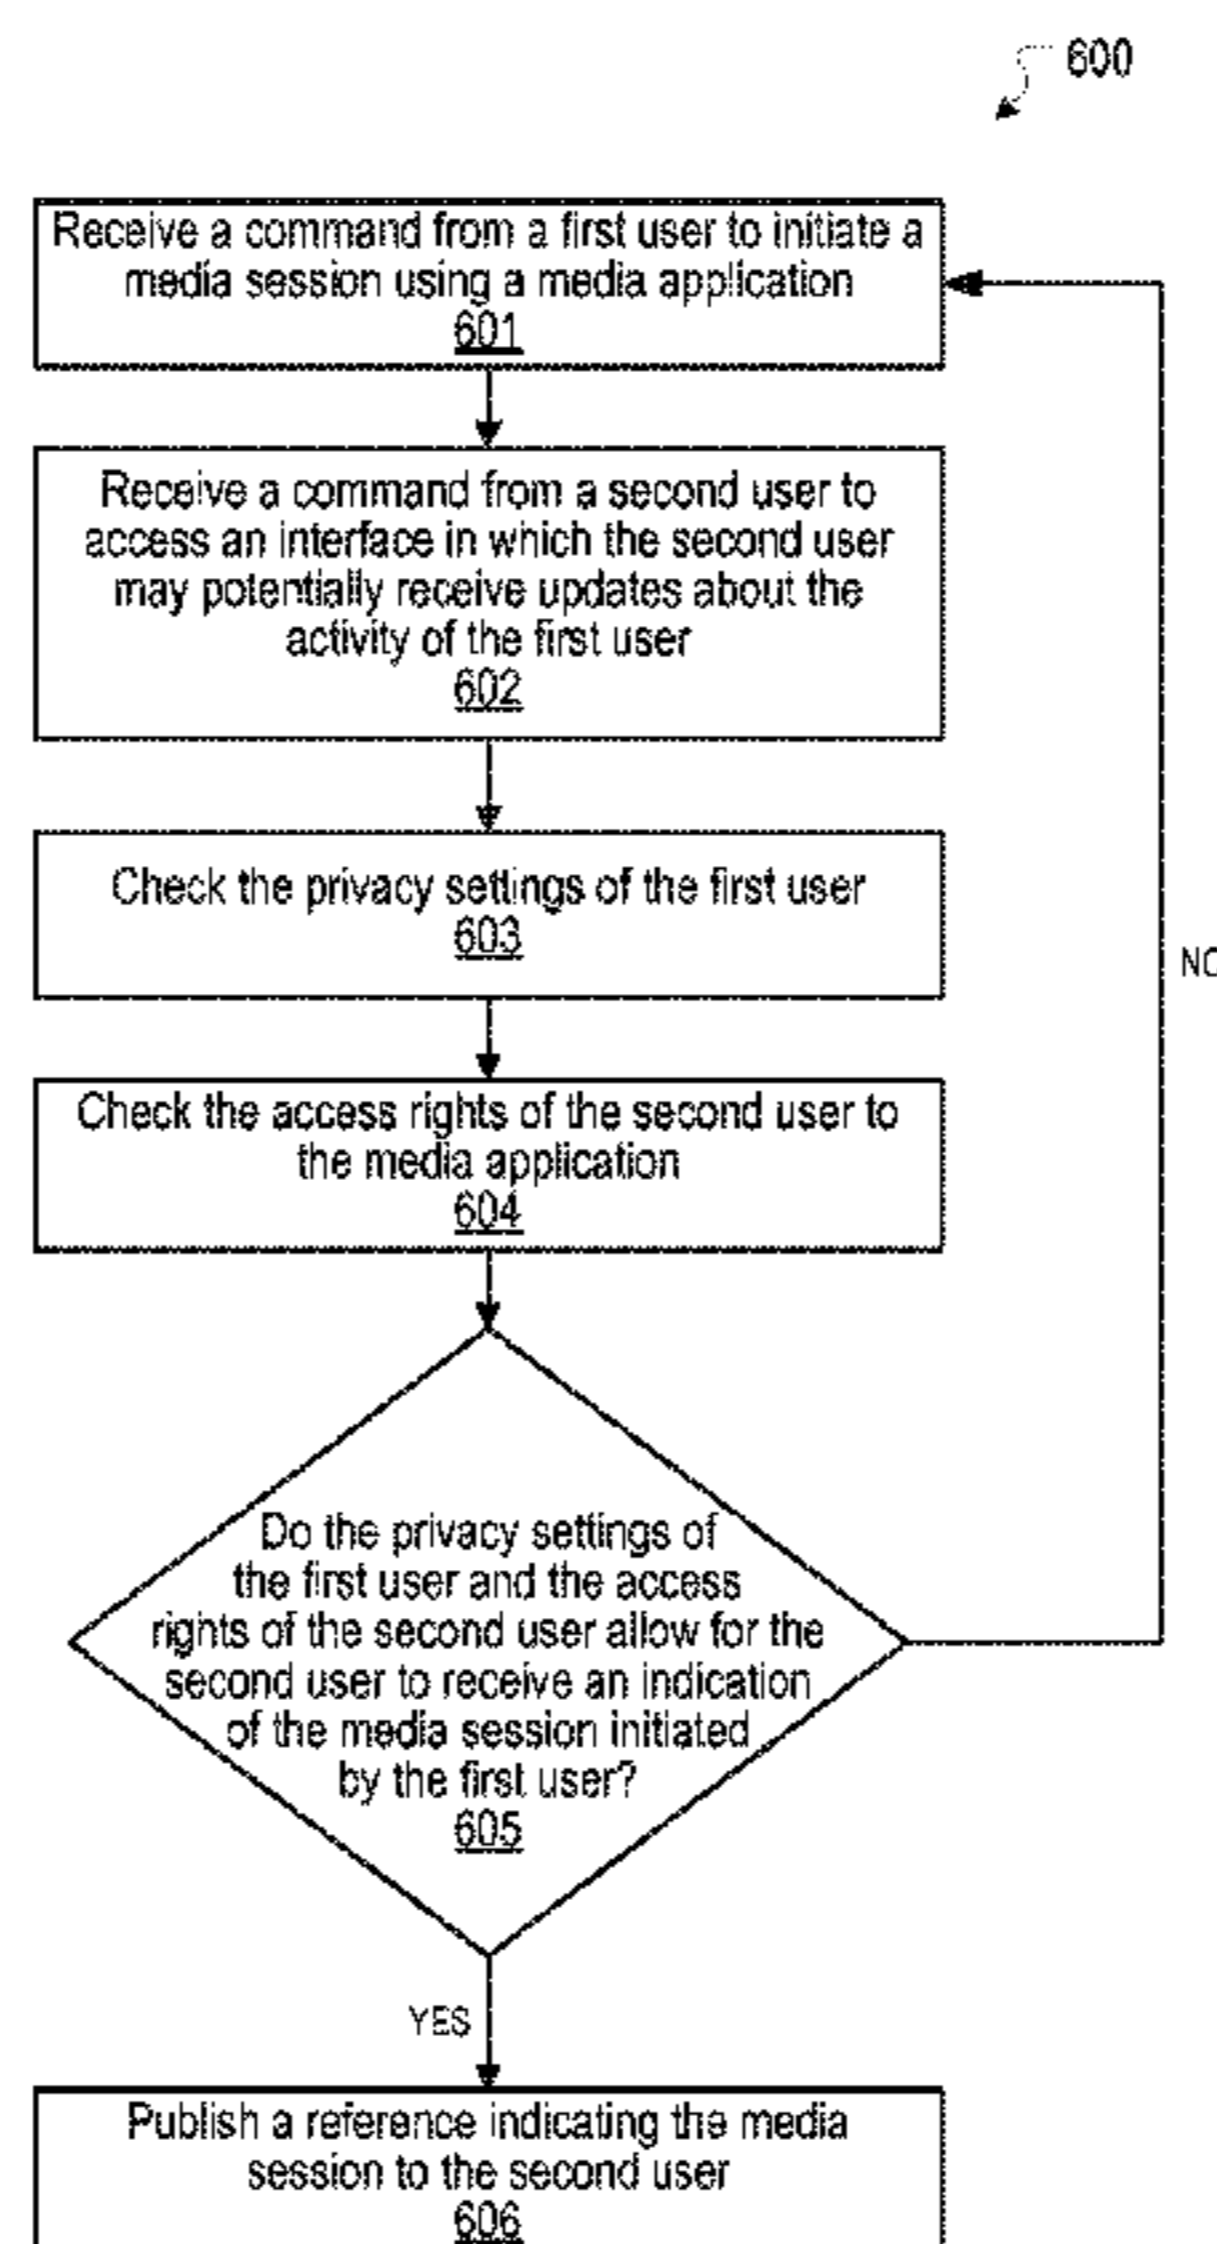 600
Receive a command from a first user to initiate a
media session using a media application
601
Receive a command from a second user to
access an interface in which the second user
may potentially receive updates about the
activity of the first user
602
Check the privacy settings of the first user
603
NO
Check the access rights of the second user to
the media application
604
Do the privacy settings of
the first user and the access
rights of the second user allow for the
second user to receive an indication
of the media session initiated
by the first user?
605
YES
Publish a reference indicating the media
session to the second user
606